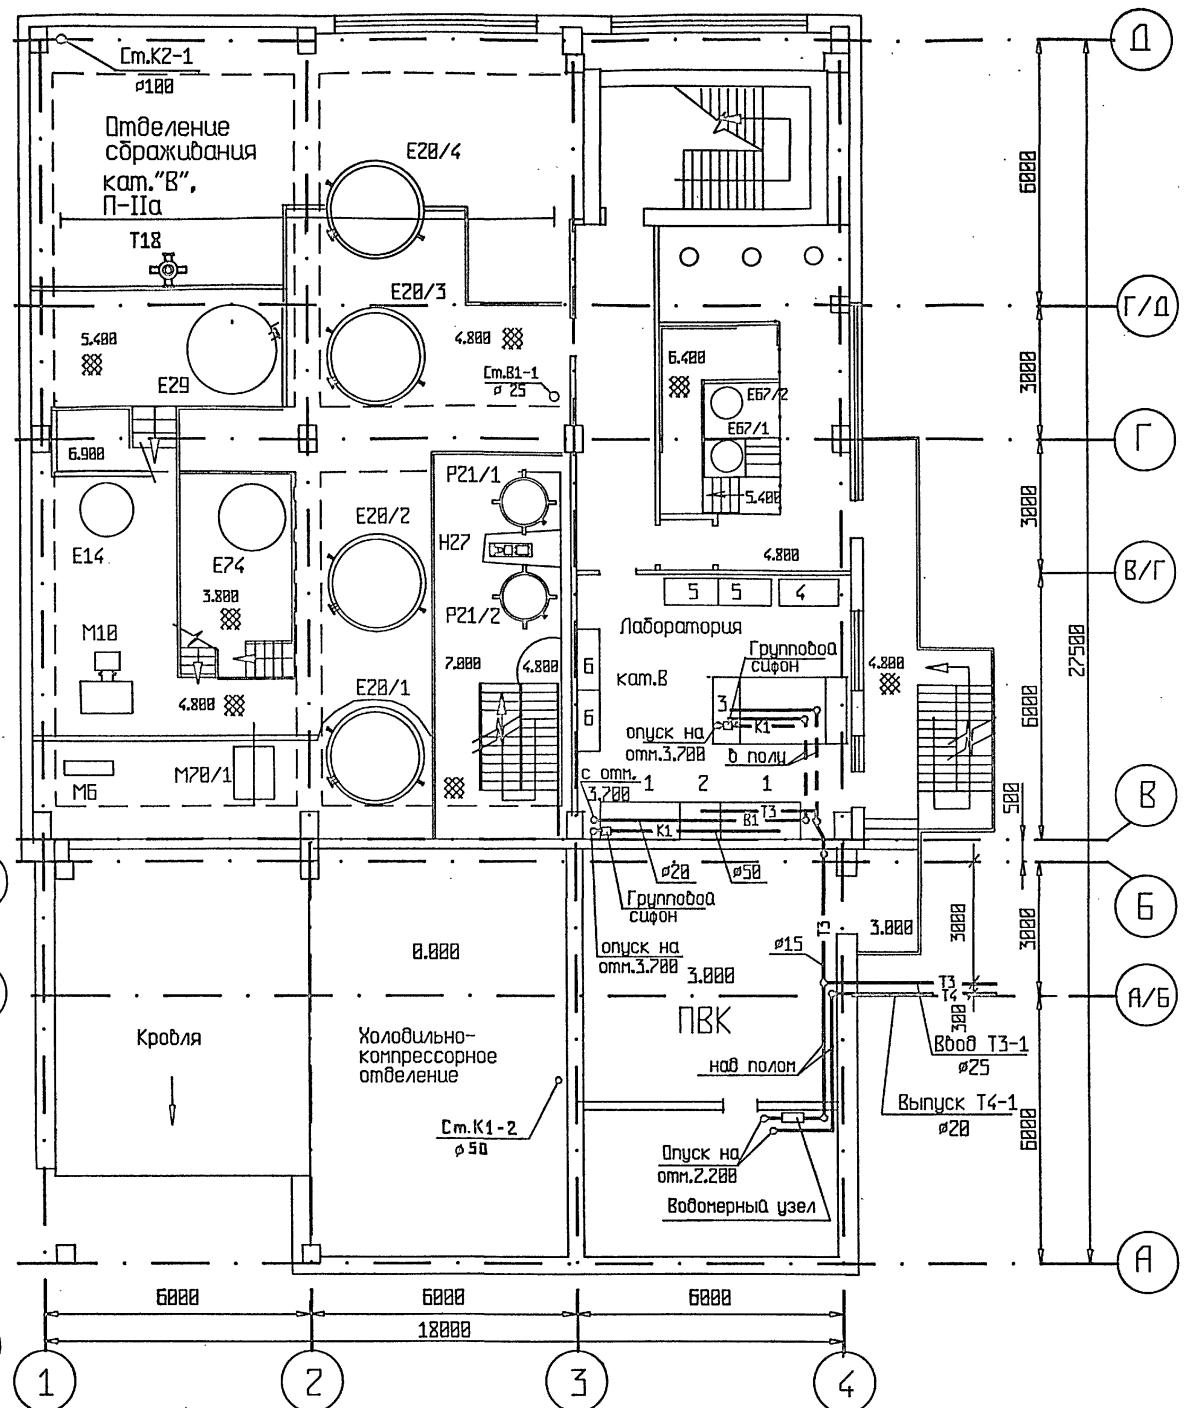 Ст.К2-1
ø100
Отделение
сбраживания
кат."В",
П-IIа
Т18
Е20/4
Е20/3
5.400
Е29
4.800
Ст.В1-1
ø 25
6.400
Е67/2
Е67/1
5.400
6.900
Е14
Е74
3.800
М10
4.800
М6
М70/1
Е20/2
Е20/1
Р21/1
Н27
Р21/2
7.000
4.800
4.800
5
5
4
Лаборатория
кат.В
6
6
Групповой
сифон
3
К1
опуск на
отм.3.700
в полу
с отм.
3.700
1
2
1
Т3
В1
К1
ø20
ø50
Групповой
сифон
опуск на
отм.3.700
4.800
3.000
Т3
ø15
3.000
ПВК
0.000
Кровля
Холодильно-
компрессорное
отделение
Ст.К1-2
ø50
над полом
Т3
Т4
Ввод Т3-1
ø25
Выпуск Т4-1
ø20
Опуск на
отм.2.200
Водомерный узел
6000
3000
3000
6000
500
3000
3000
300
6000
27500
Д
Г/Д
Г
В/Г
В
Б
А/Б
А
6000
6000
6000
18000
1
2
3
4